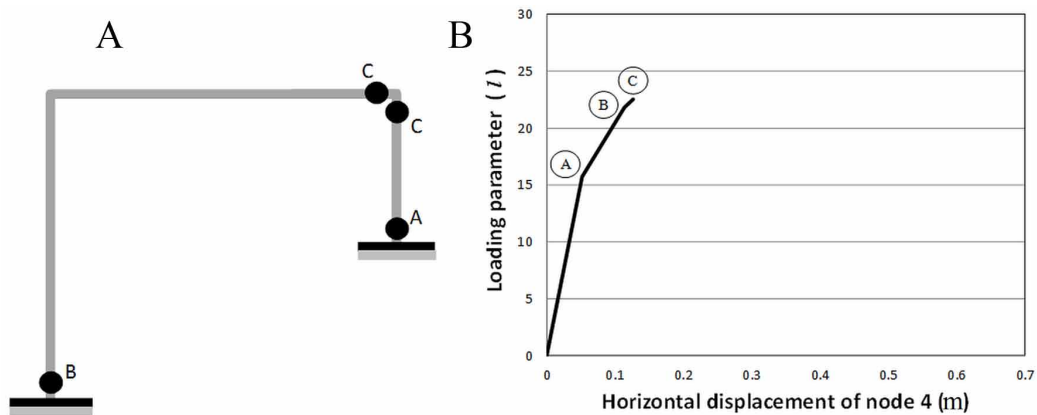 A
C
C
A
B
B
Loading parameter ( l )
30
25
20
15
10
5
0
A
B
C
0 0.1 0.2 0.3 0.4 0.5 0.6 0.7
Horizontal displacement of node 4 (m)